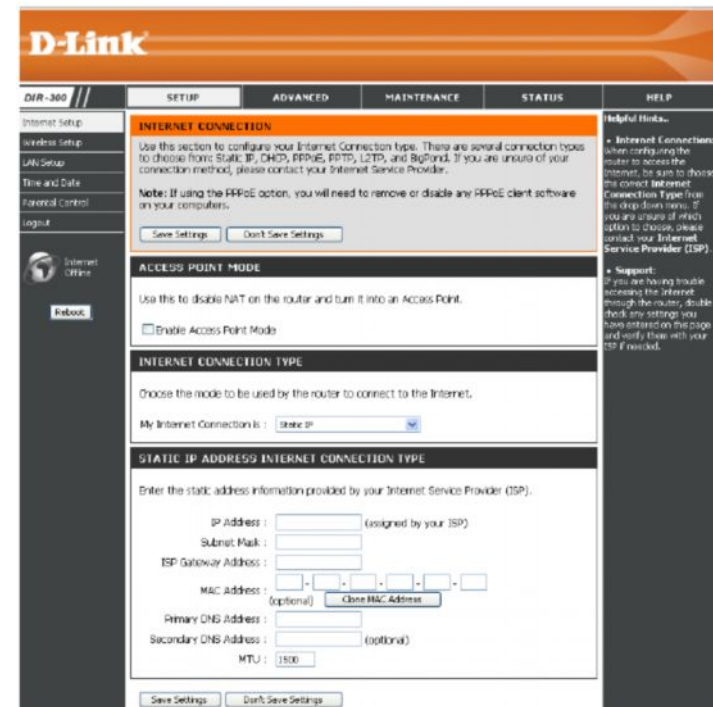 D-Link
DIR-300
SETUP
ADVANCED
MAINTENANCE
STATUS
HELP
Internet Setup
Wireless Setup
LAN Setup
Time and Date
Parental Control
Logout
Internet
Offline
Reboot
INTERNET CONNECTION
Use this section to configure your Internet Connection type. There are several connection types
to choose from: Static IP, DHCP, PPPoE, PPTP, L2TP, and BigPond. If you are unsure of your
connection method, please contact your Internet Service Provider.
Note: If using the PPPoE option, you will need to remove or disable any PPPoE client software
on your computers.
Save Settings
Don't Save Settings
ACCESS POINT MODE
Use this to disable NAT on the router and turn it into an Access Point.
Enable Access Point Mode
INTERNET CONNECTION TYPE
Choose the mode to be used by the router to connect to the Internet.
My Internet Connection is :
Static IP
STATIC IP ADDRESS INTERNET CONNECTION TYPE
Enter the static address information provided by your Internet Service Provider (ISP).
IP Address :
(assigned by your ISP)
Subnet Mask :
ISP Gateway Address :
MAC Address :
- - - - -
(optional)
Clone MAC Address
Primary DNS Address :
Secondary DNS Address :
(optional)
MTU :
1500
Save Settings
Don't Save Settings
Helpful Hints..
• Internet Connection:
When configuring the
router to access the
Internet, be sure to choose
the correct Internet
Connection Type from
the drop down menu. If
you are unsure of which
option to choose, please
contact your Internet
Service Provider (ISP).
• Support:
If you are having trouble
accessing the Internet
through the router, double
check any settings you
have entered on this page
and verify them with your
ISP if needed.